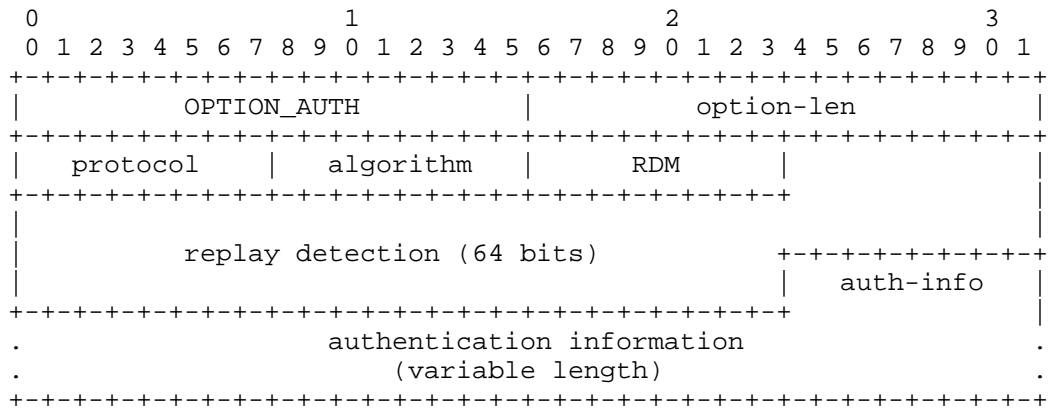 0                   1                   2                   3
 0 1 2 3 4 5 6 7 8 9 0 1 2 3 4 5 6 7 8 9 0 1 2 3 4 5 6 7 8 9 0 1
+-+-+-+-+-+-+-+-+-+-+-+-+-+-+-+-+-+-+-+-+-+-+-+-+-+-+-+-+-+-+-+-+
|          OPTION_AUTH          |          option-len           |
+-+-+-+-+-+-+-+-+-+-+-+-+-+-+-+-+-+-+-+-+-+-+-+-+-+-+-+-+-+-+-+-+
|   protocol    |   algorithm   |      RDM      |               |
+-+-+-+-+-+-+-+-+-+-+-+-+-+-+-+-+-+-+-+-+-+-+-+-+               |
|                                                               |
|          replay detection (64 bits)           +-+-+-+-+-+-+-+-+
|                                               |   auth-info   |
+-+-+-+-+-+-+-+-+-+-+-+-+-+-+-+-+-+-+-+-+-+-+-+-+               |
.                   authentication information                  .
.                       (variable length)                       .
+-+-+-+-+-+-+-+-+-+-+-+-+-+-+-+-+-+-+-+-+-+-+-+-+-+-+-+-+-+-+-+-+